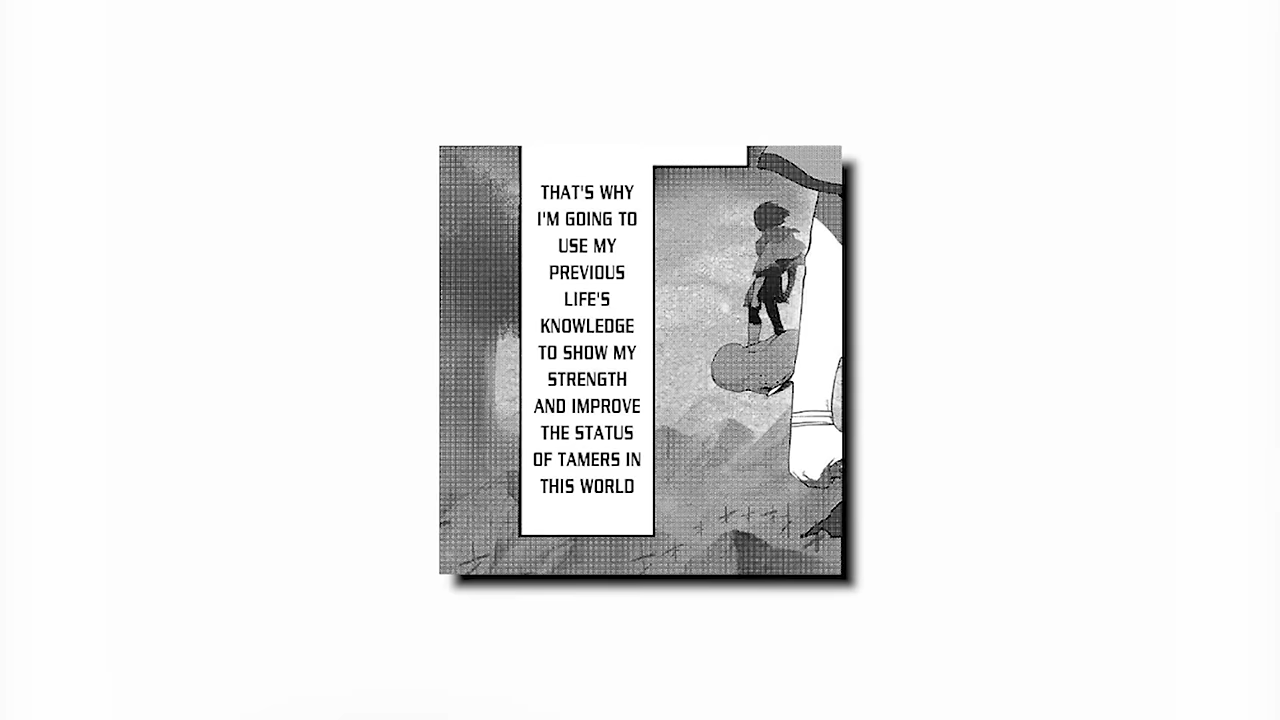 THAT'S WHY
I'M GOING TO
USE MY
PREVIOUS
LIFE'S
KNOWLEDGE
TO SHOW MY
STRENGTH
AND IMPROVE
THE STATUS
OF TAMERS IN
THIS WORLD